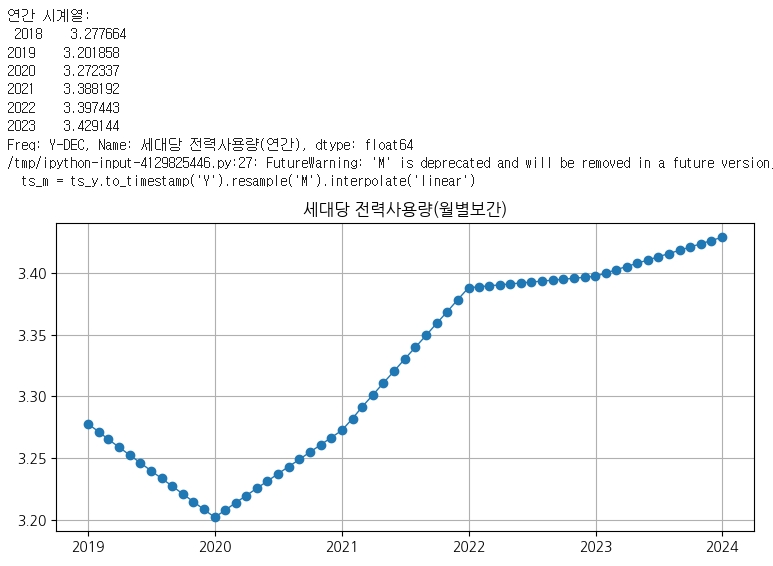 연간 시계열:
2018    3.277664
2019    3.201858
2020    3.272337
2021    3.388192
2022    3.397443
2023    3.429144
Freq: Y-DEC, Name: 세대당 전력사용량(연간), dtype: float64
/tmp/ipython-input-4129825446.py:27: FutureWarning: 'M' is deprecated and will be removed in a future version,
  ts_m = ts_y.to_timestamp('Y').resample('M').interpolate('linear')
세대당 전력사용량(월별보간)
3.40
3.35
3.30
3.25
3.20
2019 2020 2021 2022 2023 2024